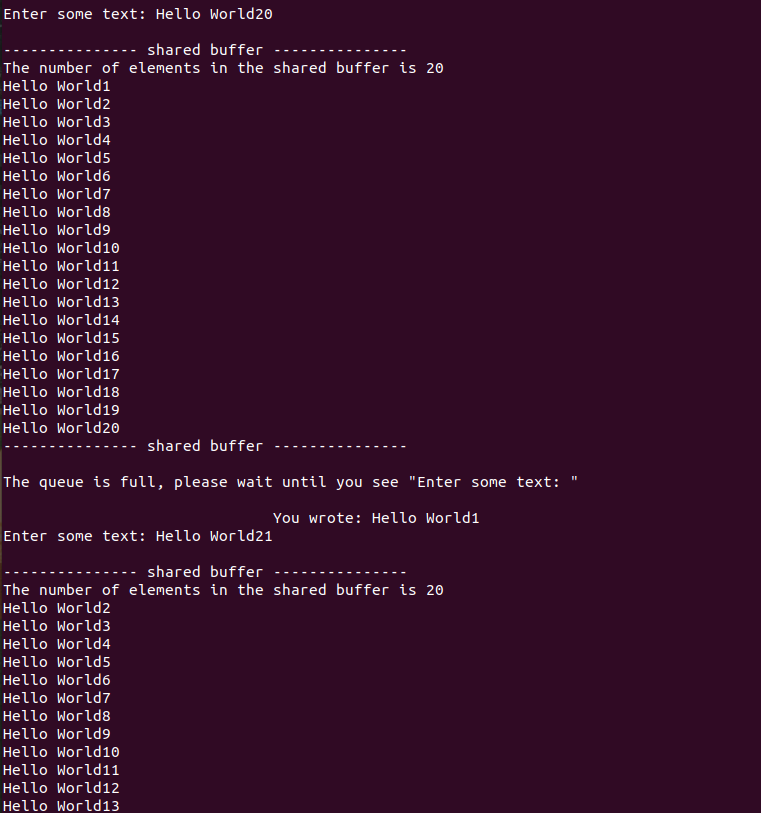 Enter some text: Hello World20
--------------- shared buffer ---------------
The number of elements in the shared buffer is 20
Hello World1
Hello World2
Hello World3
Hello World4
Hello World5
Hello World6
Hello World7
Hello World8
Hello World9
Hello World10
Hello World11
Hello World12
Hello World13
Hello World14
Hello World15
Hello World16
Hello World17
Hello World18
Hello World19
Hello World20
--------------- shared buffer ---------------
The queue is full, please wait until you see "Enter some text: "
You wrote: Hello World1
Enter some text: Hello World21
--------------- shared buffer ---------------
The number of elements in the shared buffer is 20
Hello World2
Hello World3
Hello World4
Hello World5
Hello World6
Hello World7
Hello World8
Hello World9
Hello World10
Hello World11
Hello World12
Hello World13